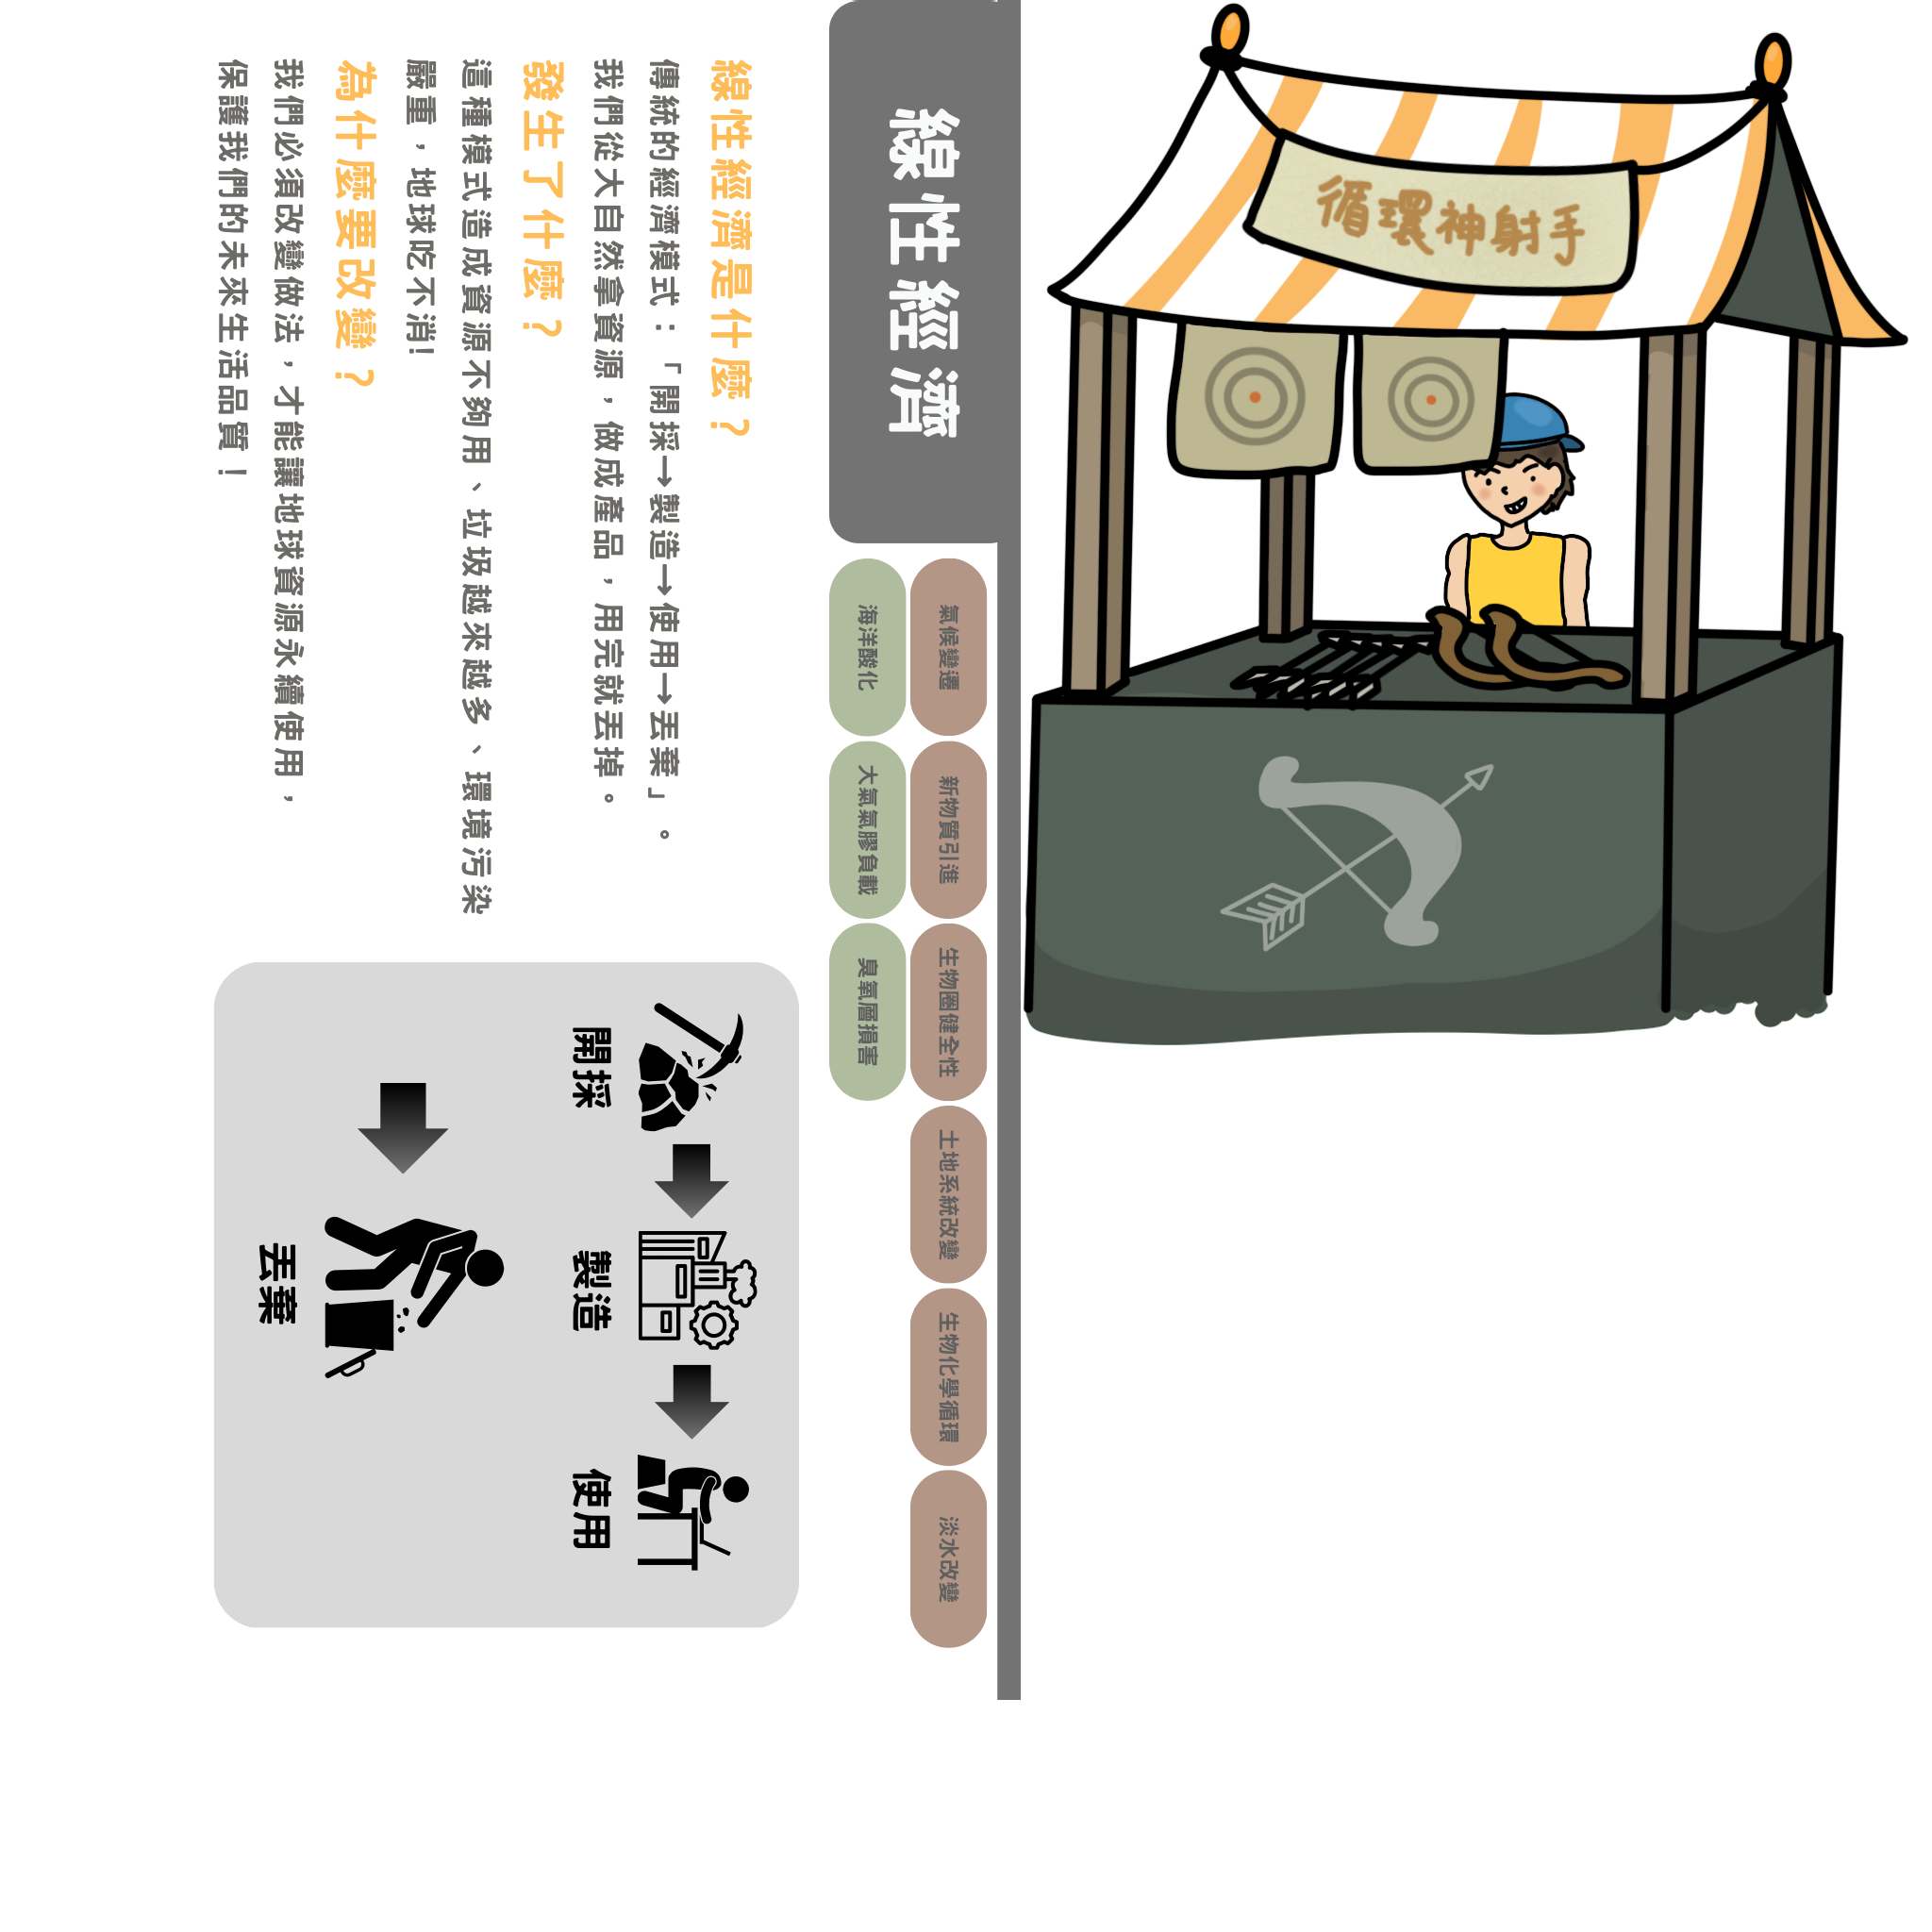 循環神射手
線性經濟
氣候變遷
新物質引進
生物圈健全性
土地系統改變
生物化學循環
淡水改變
海洋酸化
大氣氣膠負載
臭氧層損害
線性經濟是什麼？
傳統的經濟模式：「開採→製造→使用→丟棄」。
我們從大自然拿資源，做成產品，用完就丟掉。
發生了什麼？
這種模式造成資源不夠用、垃圾越來越多、環境污染
嚴重，地球吃不消!
為什麼要改變？
我們必須改變做法，才能讓地球資源永續使用，
保護我們的未來生活品質！
開採
製造
使用
丟棄